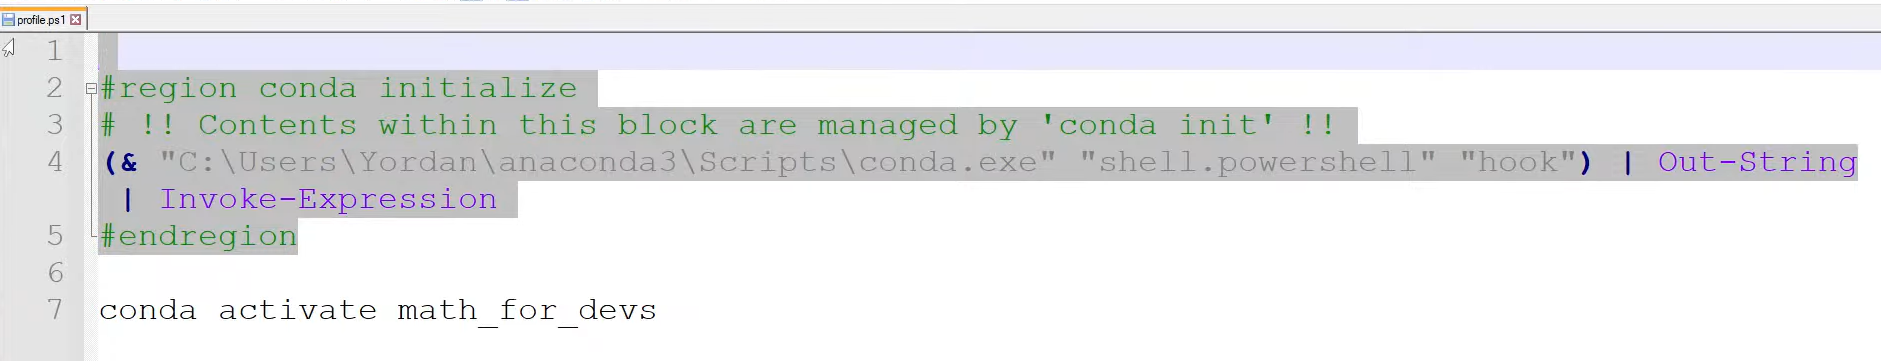 profile.ps1
1
2 #region conda initialize
3 # !! Contents within this block are managed by 'conda init' !!
4 (& "C:\Users\Yordan\anaconda3\Scripts\conda.exe" "shell.powershell" "hook") | Out-String
| Invoke-Expression
5 #endregion
6
7 conda activate math_for_devs